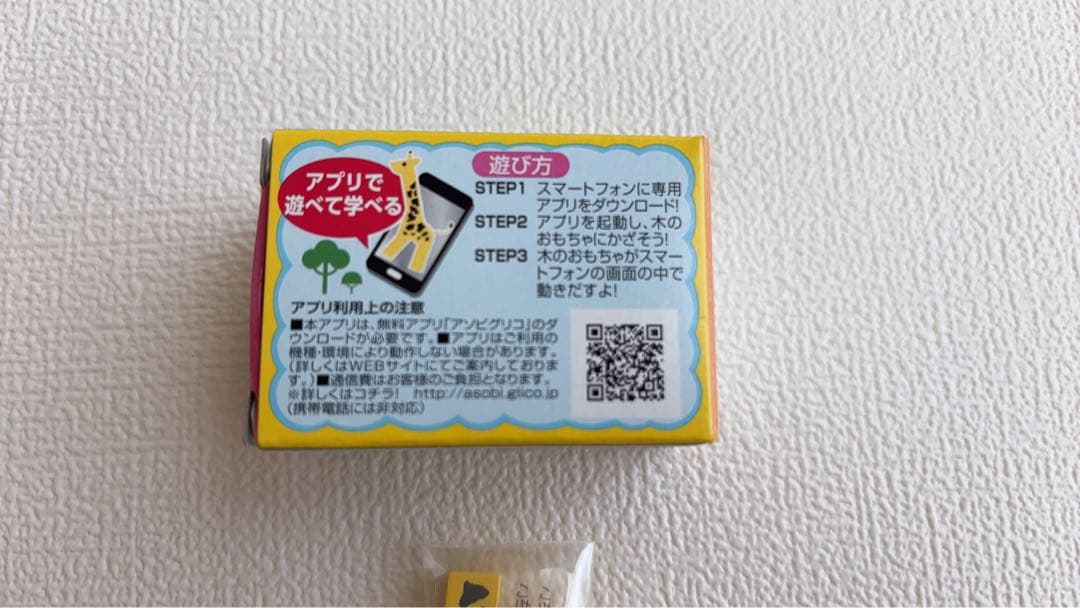 アプリで
遊べて学べる
遊び方
STEP1 スマートフォンに専用
アプリをダウンロード!
STEP2 アプリを起動し、木の
おもちゃにかざそう!
STEP3 木のおもちゃがスマー
トフォンの画面の中で
動きだすよ!
アプリ利用上の注意
■本アプリは、無料アプリ「アソビグリコ」のダ
ウンロードが必要です。■アプリはご利用の
機種・環境により動作しない場合があります。
(詳しくはWEBサイトにてご案内しておりま
す。)■通信費はお客様のご負担となります。
※詳しくはコチラ! http://asobi.glico.jp
(携帯電話には非対応)